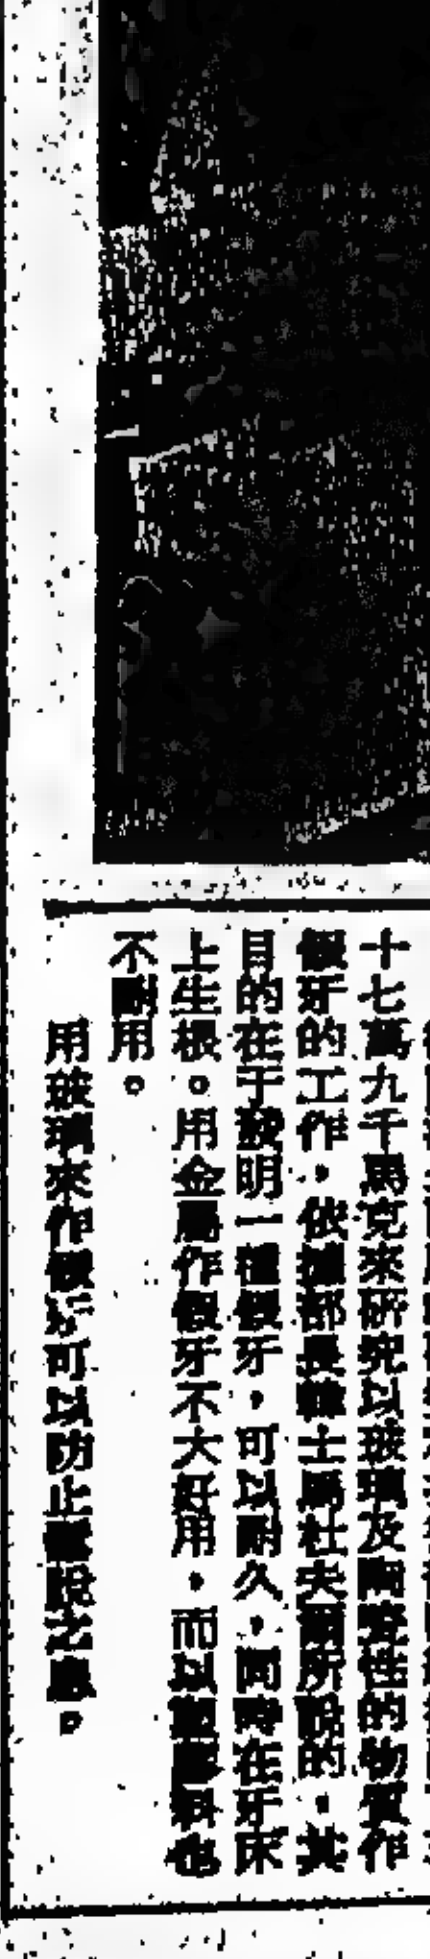 十七萬九千馬克來研究以玻璃及陶瓷性的物質作
假牙的工作，依據部長韓士馬杜夫爾所說的，其
目的在于發明一種假牙，可以耐久，同時在牙床
上生根。用金屬作假牙不大好用，而以塑膠料也
不耐用。
用玻璃來作假牙可以防止 脫之 。